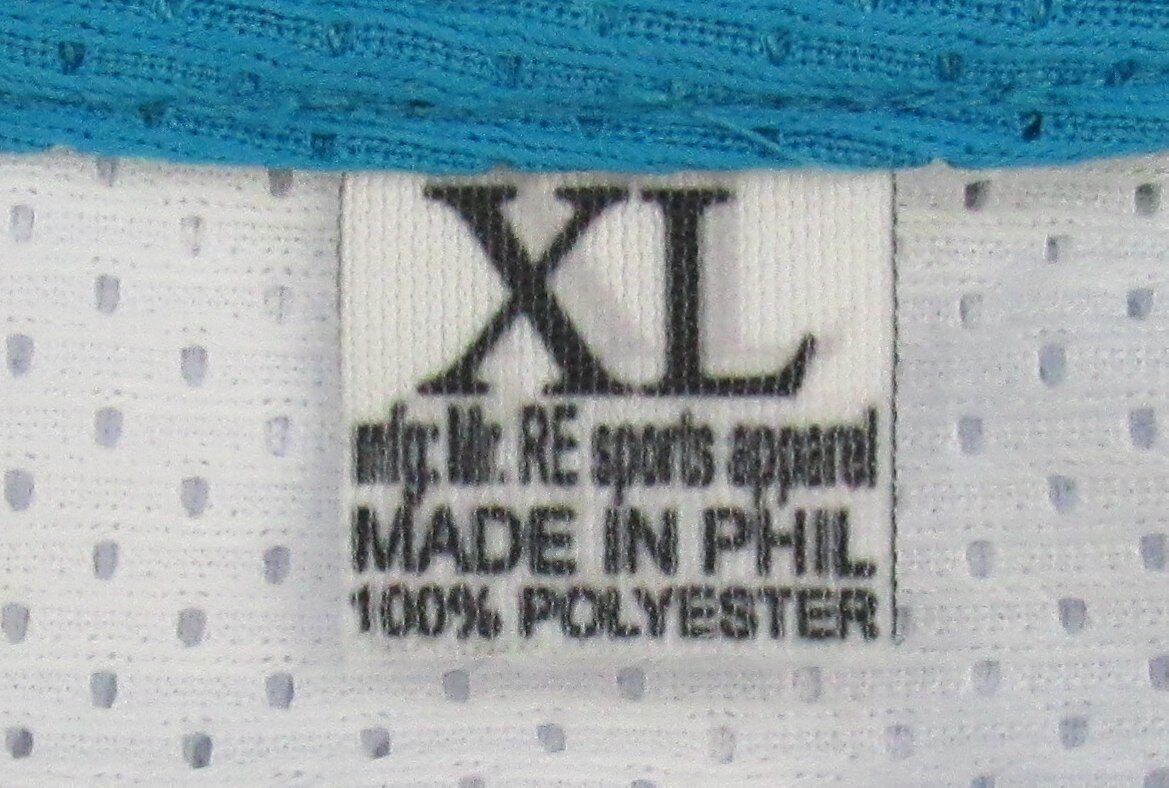 XL
mfg: Mr. RE sports apparel
MADE IN PHIL.
100% POLYESTER